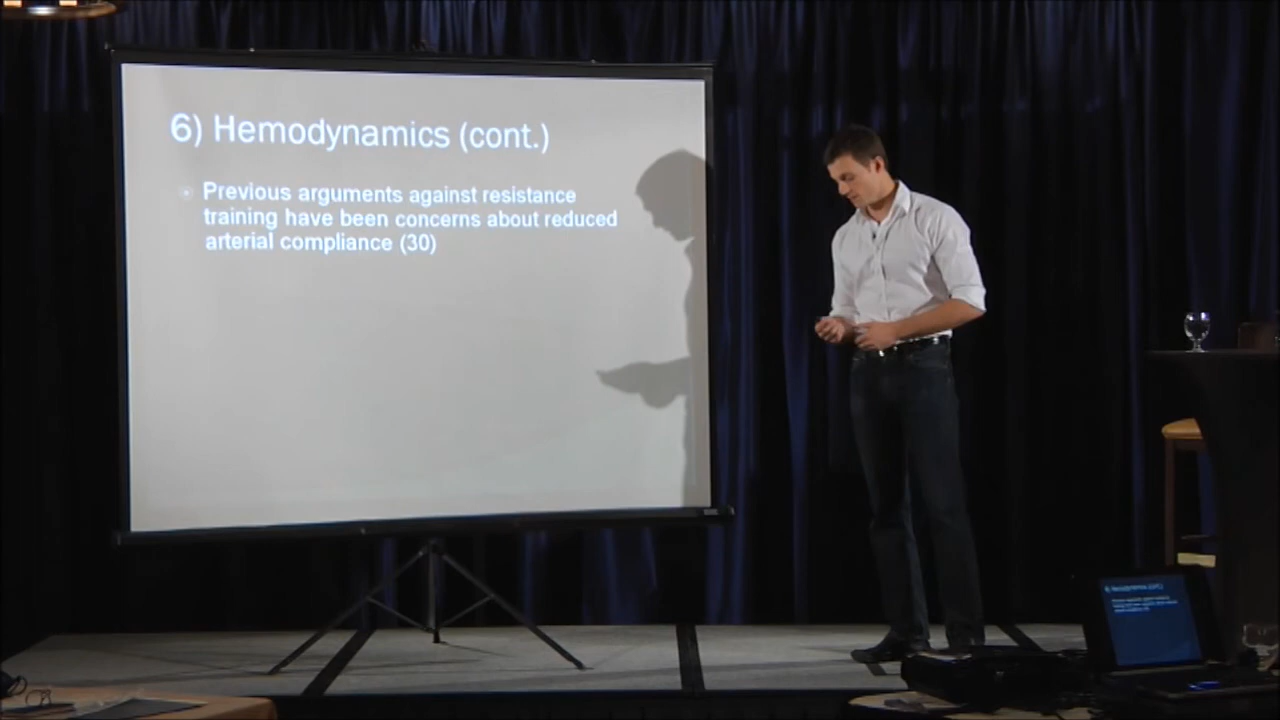 6) Hemodynamics (cont.)
Previous arguments against resistance
training have been concerns about reduced
arterial compliance (30)